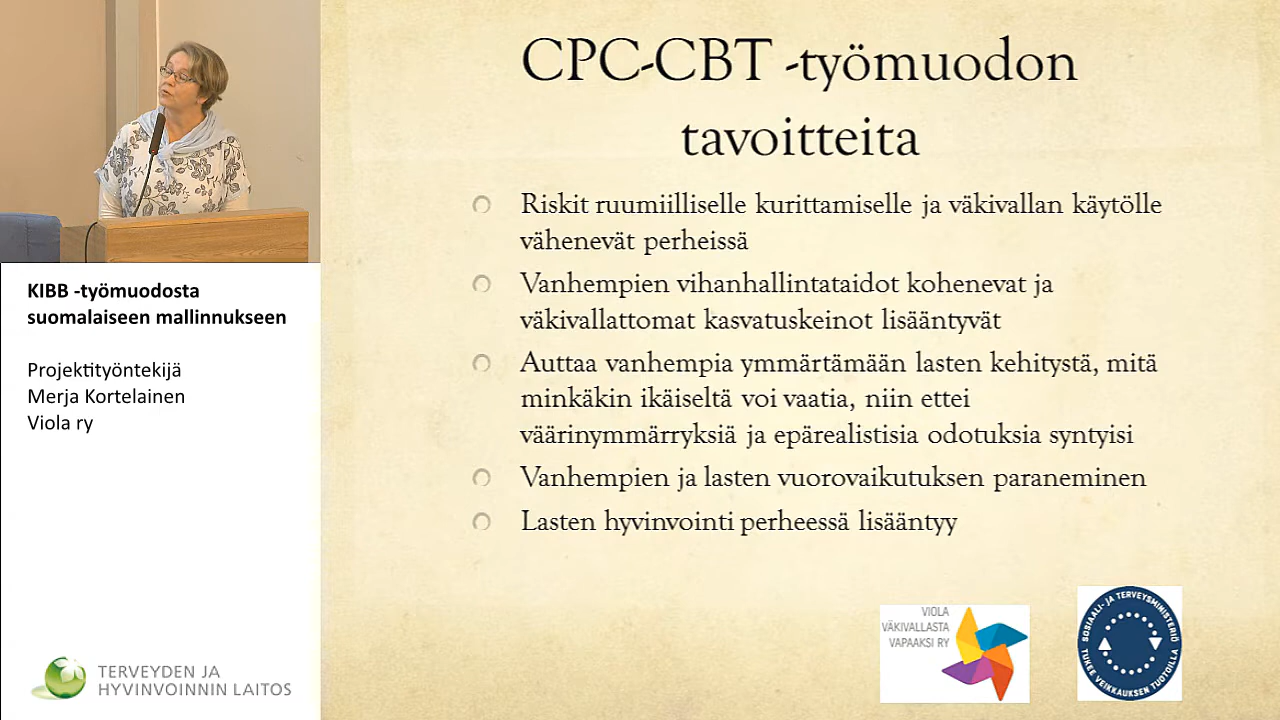 CPC-CBT -työmuodon
tavoitteita
Riskit ruumiilliselle kurittamiselle ja väkivallan käytölle
vähenevät perheissä
Vanhempien vihanhallintataidot kohenevat ja
väkivallattomat kasvatuskeinot lisääntyvät
Auttaa vanhempia ymmärtämään lasten kehitystä, mitä
minkäkin ikäiseltä voi vaatia, niin ettei
väärinymmärryksiä ja epärealistisia odotuksia syntyisi
Vanhempien ja lasten vuorovaikutuksen paraneminen
Lasten hyvinvointi perheessä lisääntyy
KIBB -työmuodosta
suomalaiseen mallinnukseen
Projektityöntekijä
Merja Kortelainen
Viola ry
TERVEYDEN JA
HYVINVOINNIN LAITOS
VIOLA
VÄKIVALLASTA
VAPAAKSI RY
SOSIAALI- JA TERVEYSMINISTERIÖ
TUKEE VEIKKAUKSEN TUOTOILLA